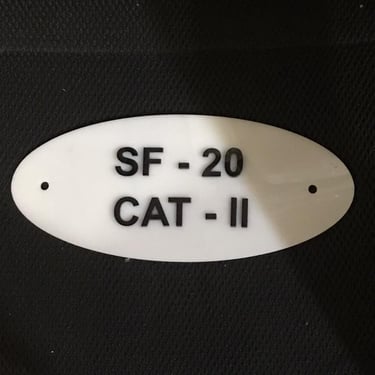 SF - 20
CAT - II